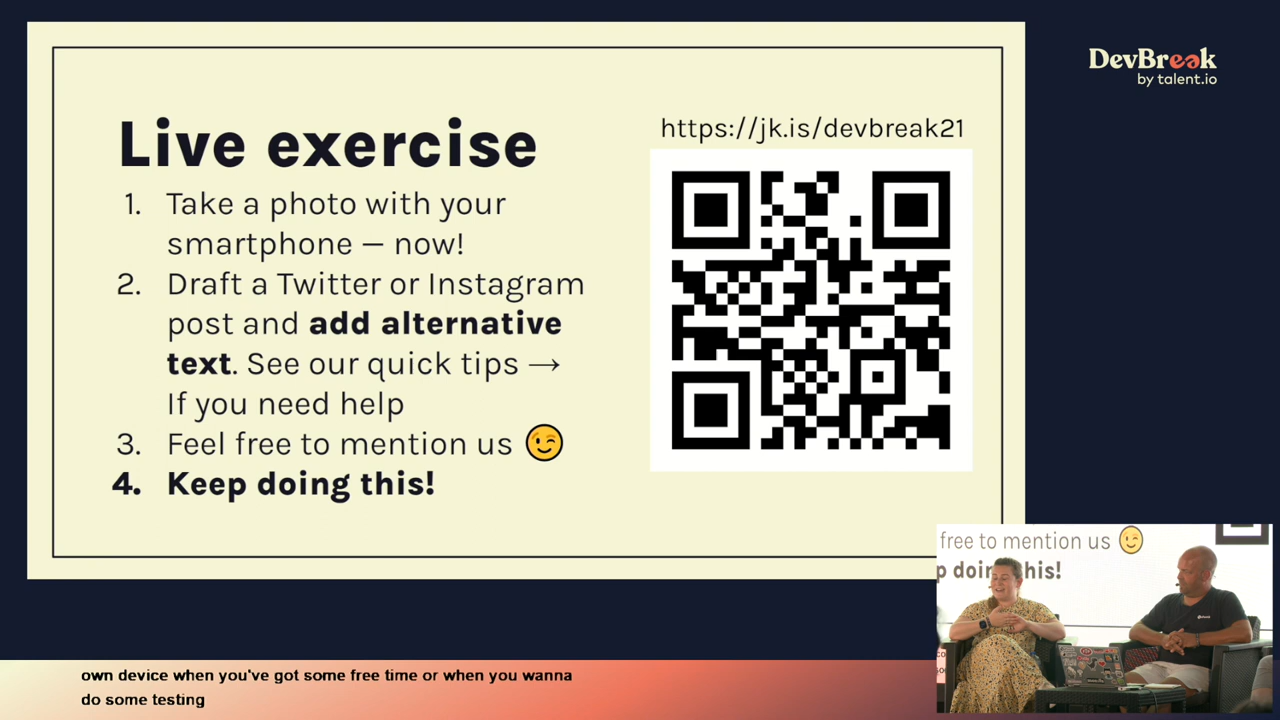 DevBreak
by talent.io
Live exercise
https://jk.is/devbreak21
1. Take a photo with your
smartphone — now!
2. Draft a Twitter or Instagram
post and add alternative
text. See our quick tips →
If you need help
3. Feel free to mention us 😉
4. Keep doing this!
free to mention us 😉
p doing this!
own device when you've got some free time or when you wanna
do some testing